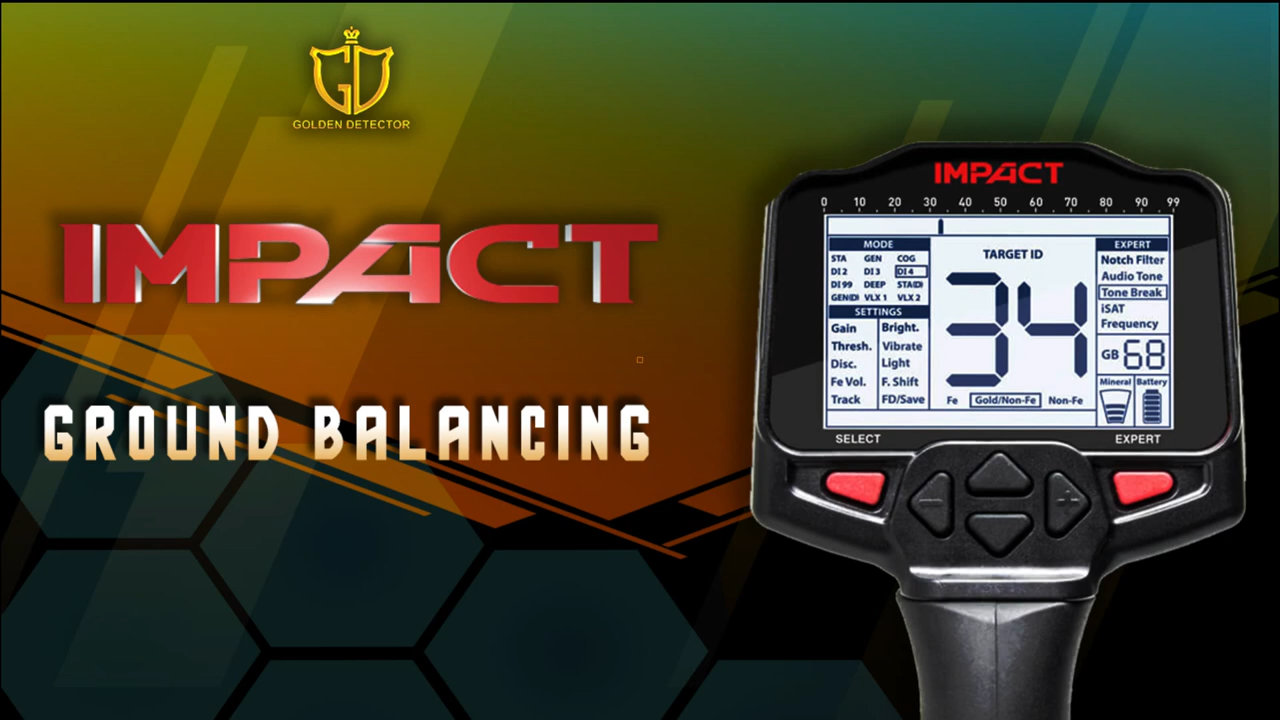 GD
GOLDEN DETECTOR
IMPACT
GROUND BALANCING
IMPACT
0 10 20 30 40 50 60 70 80 90 99
MODE
STA GEN COG
DI 2 DI 3 DI 4
DI 99 DEEP STA(D)
GEN(D) VLX 1 VLX 2
SETTINGS
Gain Bright.
Thresh. Vibrate
Disc. Light
Fe Vol. F. Shift
Track FD/Save
TARGET ID
34
Fe Gold/Non-Fe Non-Fe
EXPERT
Notch Filter
Audio Tone
Tone Break
iSAT
Frequency
GB 68
Mineral Battery
SELECT
EXPERT
− +